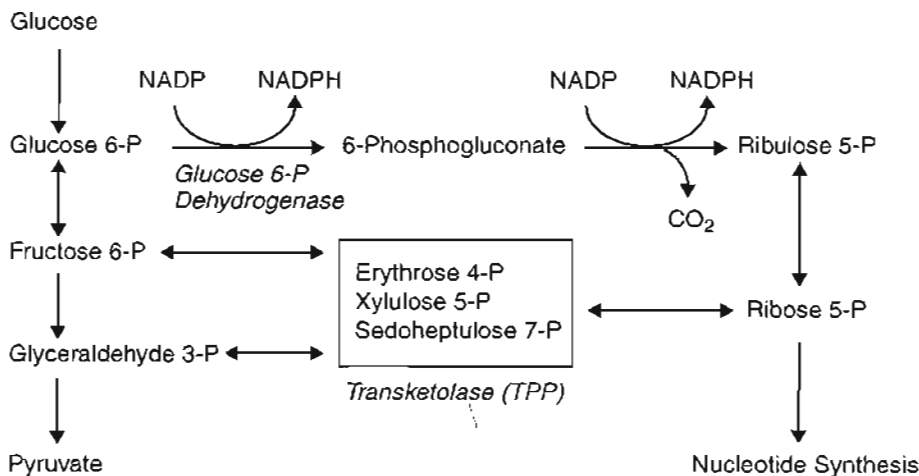 Glucose
NADP
NADPH
NADP
NADPH
Glucose 6-P
6-Phosphogluconate
Ribulose 5-P
Glucose 6-P
Dehydrogenase
CO₂
Fructose 6-P
Erythrose 4-P
Xylulose 5-P
Sedoheptulose 7-P
Ribose 5-P
Glyceraldehyde 3-P
Transketolase (TPP)
Pyruvate
Nucleotide Synthesis